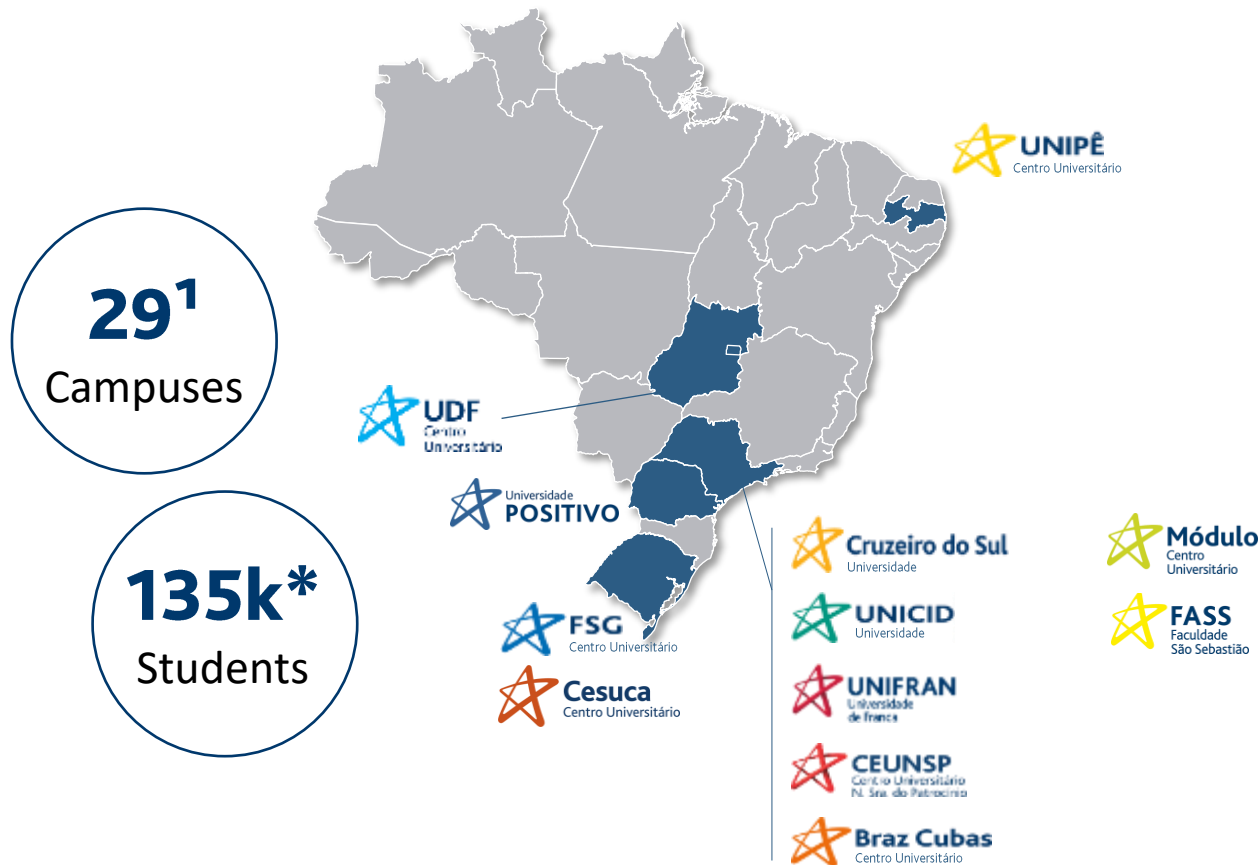 29¹
Campuses
135k*
Students
UNIPÊ
Centro Universitário
UDF
Centro
Universitário
Universidade
POSITIVO
FSG
Centro Universitário
Cesuca
Centro Universitário
Cruzeiro do Sul
Universidade
UNICID
Universidade
UNIFRAN
Universidade
de Franca
CEUNSP
Centro Universitário
N. Sra. do Patrocínio
Braz Cubas
Centro Universitário
Módulo
Centro
Universitário
FASS
Faculdade
São Sebastião